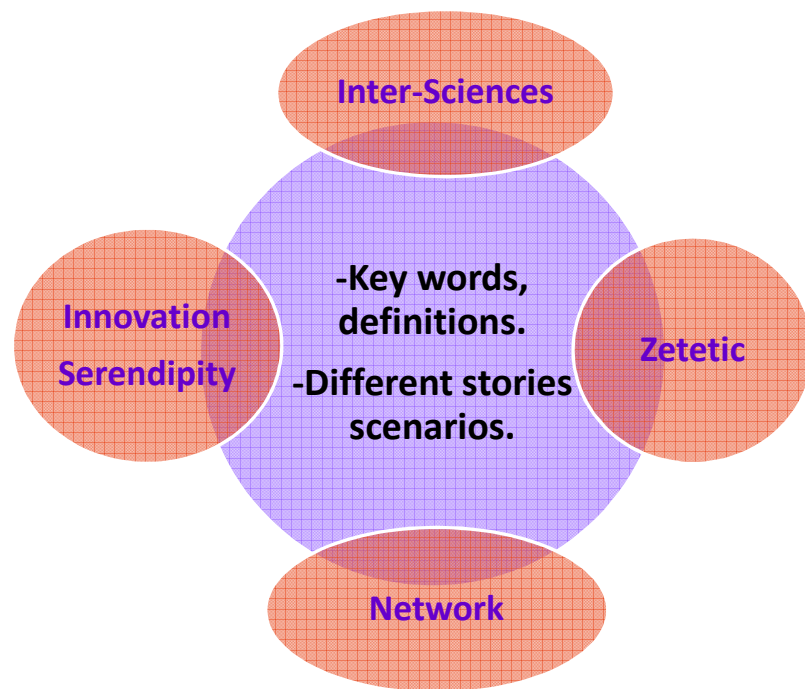 Inter-Sciences
-Key words,
definitions.
-Different stories
scenarios.
Innovation
Serendipity
Zetetic
Network